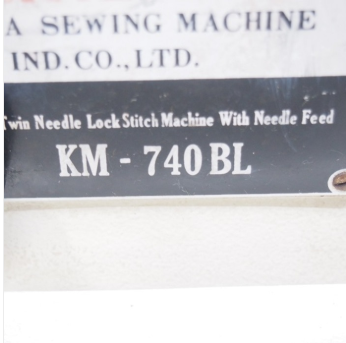 A SEWING MACHINE
IND. CO., LTD.
Twin Needle Lock Stitch Machine With Needle Feed
KM - 740 BL